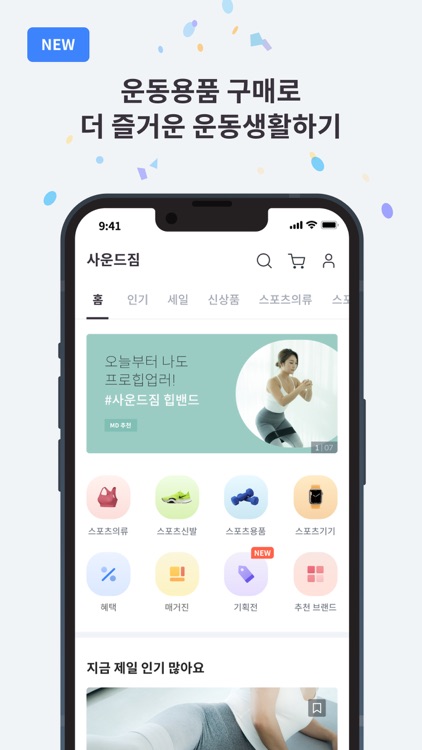 NEW
운동용품 구매로
더 즐거운 운동생활하기
9:41
사운드짐
홈 인기 세일 신상품 스포츠의류 스포
오늘부터 나도
프로힙업러!
#사운드짐 힙밴드
MD 추천
1 | 07
스포츠의류 스포츠신발 스포츠용품 스포츠기기
NEW
혜택 매거진 기획전 추천 브랜드
지금 제일 인기 많아요